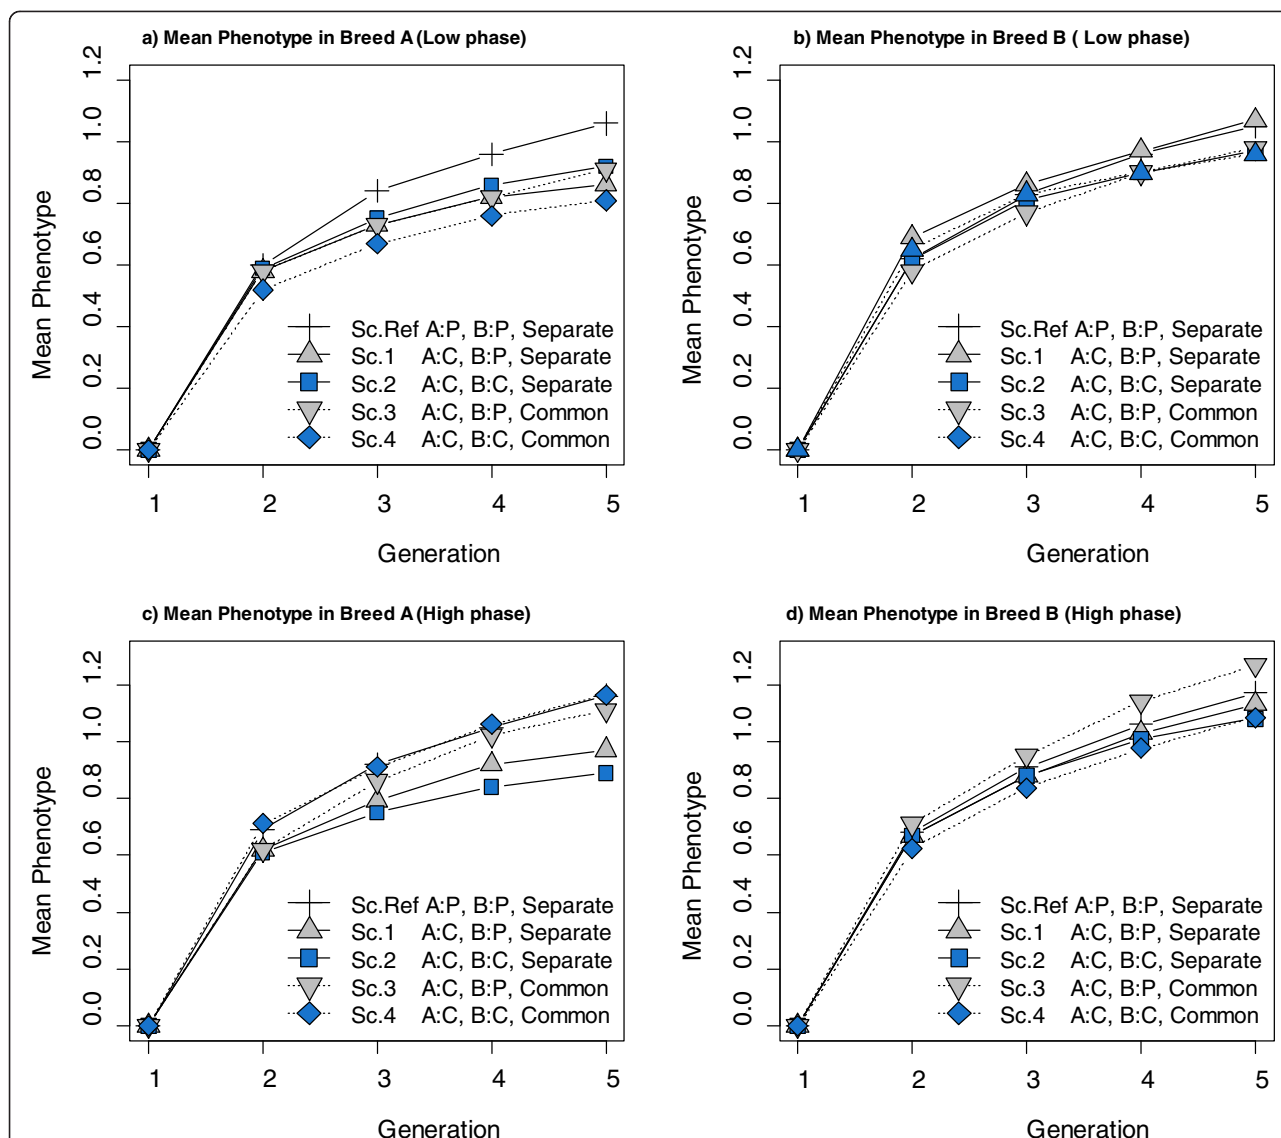 a) Mean Phenotype in Breed A (Low phase)
Mean Phenotype
1.2
1.0
0.8
0.6
0.4
0.2
0.0
Sc.Ref A:P, B:P, Separate
Sc.1 A:C, B:P, Separate
Sc.2 A:C, B:C, Separate
Sc.3 A:C, B:P, Common
Sc.4 A:C, B:C, Common
1 2 3 4 5
Generation
b) Mean Phenotype in Breed B ( Low phase)
Mean Phenotype
1.2
1.0
0.8
0.6
0.4
0.2
0.0
Sc.Ref A:P, B:P, Separate
Sc.1 A:C, B:P, Separate
Sc.2 A:C, B:C, Separate
Sc.3 A:C, B:P, Common
Sc.4 A:C, B:C, Common
1 2 3 4 5
Generation
c) Mean Phenotype in Breed A (High phase)
Mean Phenotype
1.2
1.0
0.8
0.6
0.4
0.2
0.0
Sc.Ref A:P, B:P, Separate
Sc.1 A:C, B:P, Separate
Sc.2 A:C, B:C, Separate
Sc.3 A:C, B:P, Common
Sc.4 A:C, B:C, Common
1 2 3 4 5
Generation
d) Mean Phenotype in Breed B (High phase)
Mean Phenotype
1.2
1.0
0.8
0.6
0.4
0.2
0.0
Sc.Ref A:P, B:P, Separate
Sc.1 A:C, B:P, Separate
Sc.2 A:C, B:C, Separate
Sc.3 A:C, B:P, Common
Sc.4 A:C, B:C, Common
1 2 3 4 5
Generation